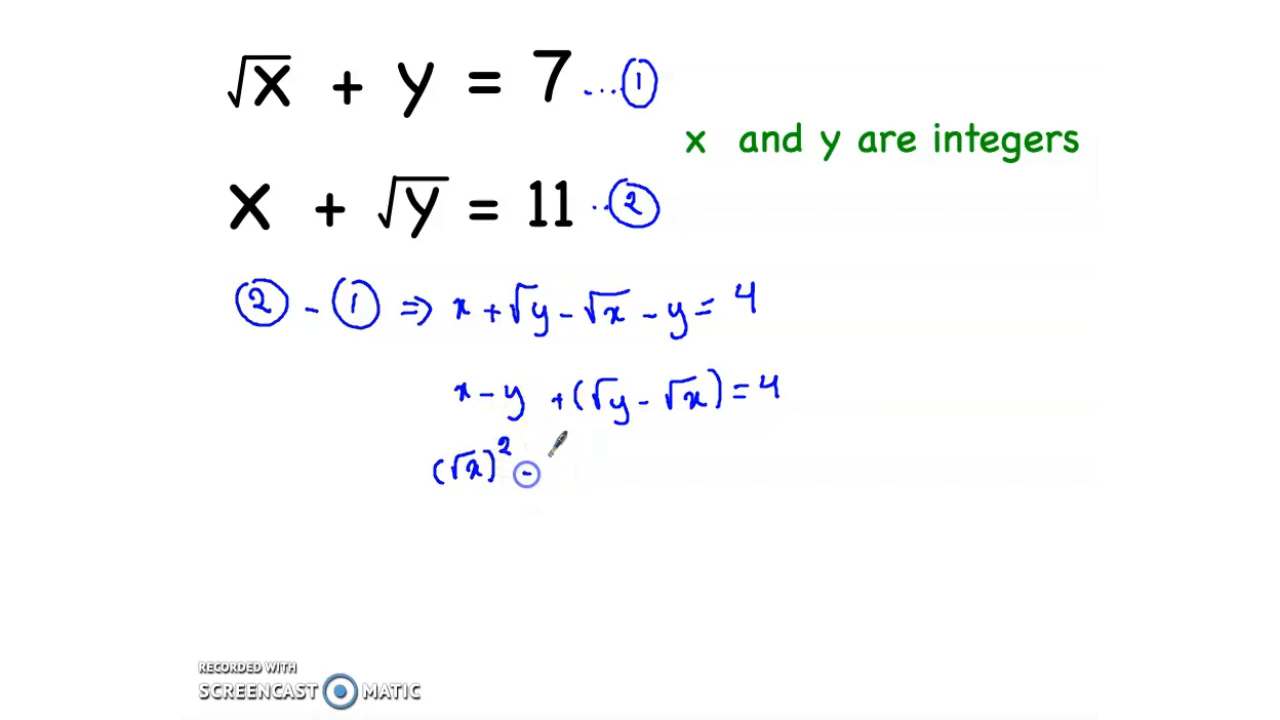 √x + y = 7 ...①
x and y are integers
x + √y = 11 ..②
② - ① ⇒ x + √y - √x - y = 4
x - y + (√y - √x) = 4
(√x)² -
RECORDED WITH
SCREENCAST MATIC